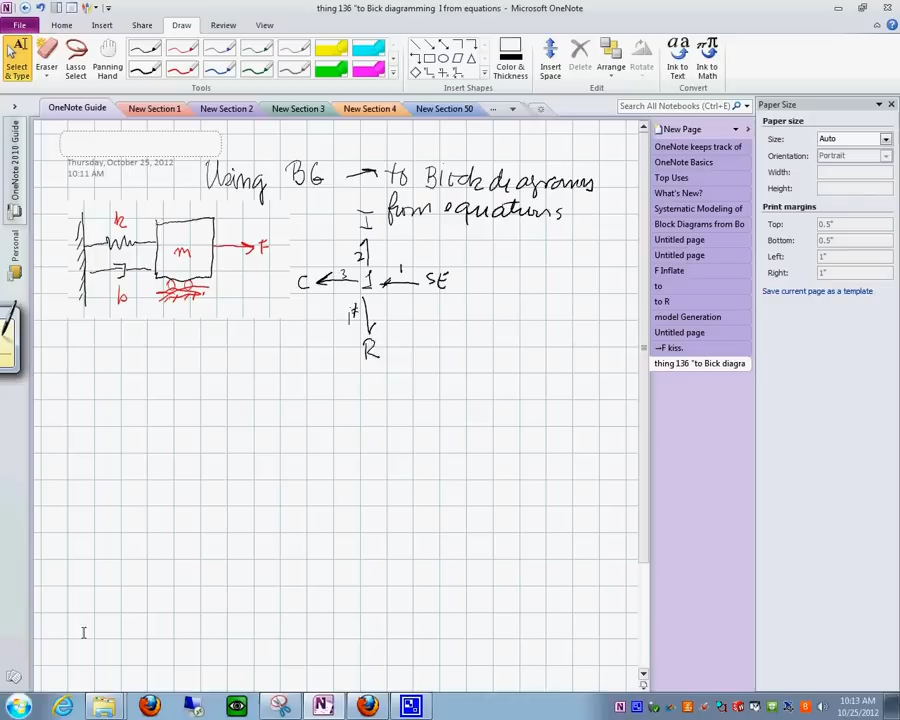 thing 136 "to Bick diagramming I from equations - Microsoft OneNote
File Home Insert Share Draw Review View
Select & Type
Eraser
Lasso Select
Panning Hand
Color & Thickness
Insert Space
Delete
Arrange
Rotate
Ink to Text
Ink to Math
Tools
Insert Shapes
Edit
Convert
OneNote Guide New Section 1 New Section 2 New Section 3 New Section 4 New Section 50 ...
Search All Notebooks (Ctrl+E)
OneNote 2010 Guide
Personal
Thursday, October 25, 2012
10:11 AM
Using BG → to Block diagrams
from equations
k
m
F
b
I
2
C 3 1 1 SE
R
New Page
OneNote keeps track of
OneNote Basics
Top Uses
What's New?
Systematic Modeling of
Block Diagrams from Bo
Untitled page
Untitled page
F Inflate
to
to R
model Generation
Untitled page
→F kiss.
thing 136 "to Bick diagra
Paper Size
Paper size
Size: Auto
Orientation: Portrait
Width:
Height:
Print margins
Top: 0.5"
Bottom: 0.5"
Left: 1"
Right: 1"
Save current page as a template
10:13 AM
10/25/2012